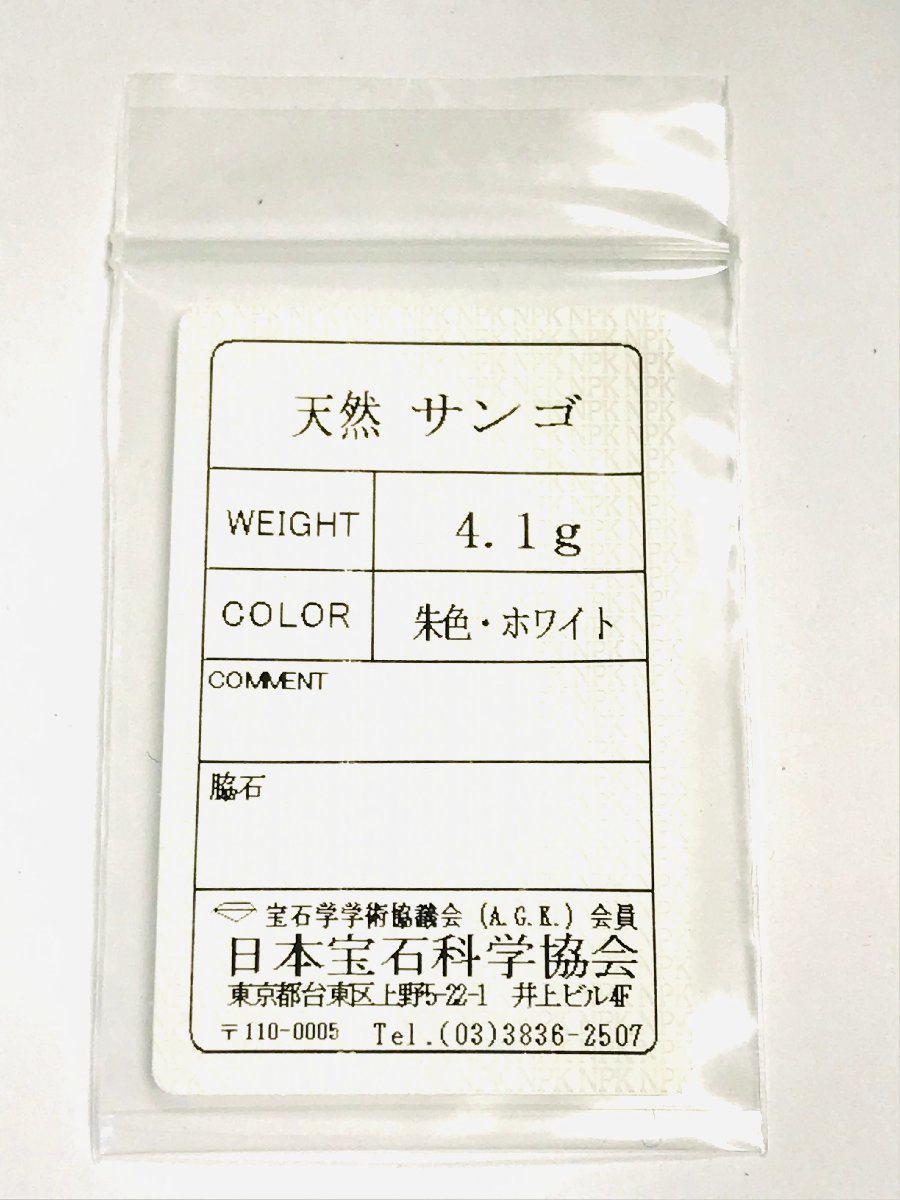 天然 サンゴ
WEIGHT 4.1g
COLOR 朱色・ホワイト
COMMENT
脇石
宝石学学術協議会 (A.G.K.) 会員
日本宝石科学協会
東京都台東区上野5-22-1 井上ビル4F
〒110-0005 Tel.(03)3836-2507